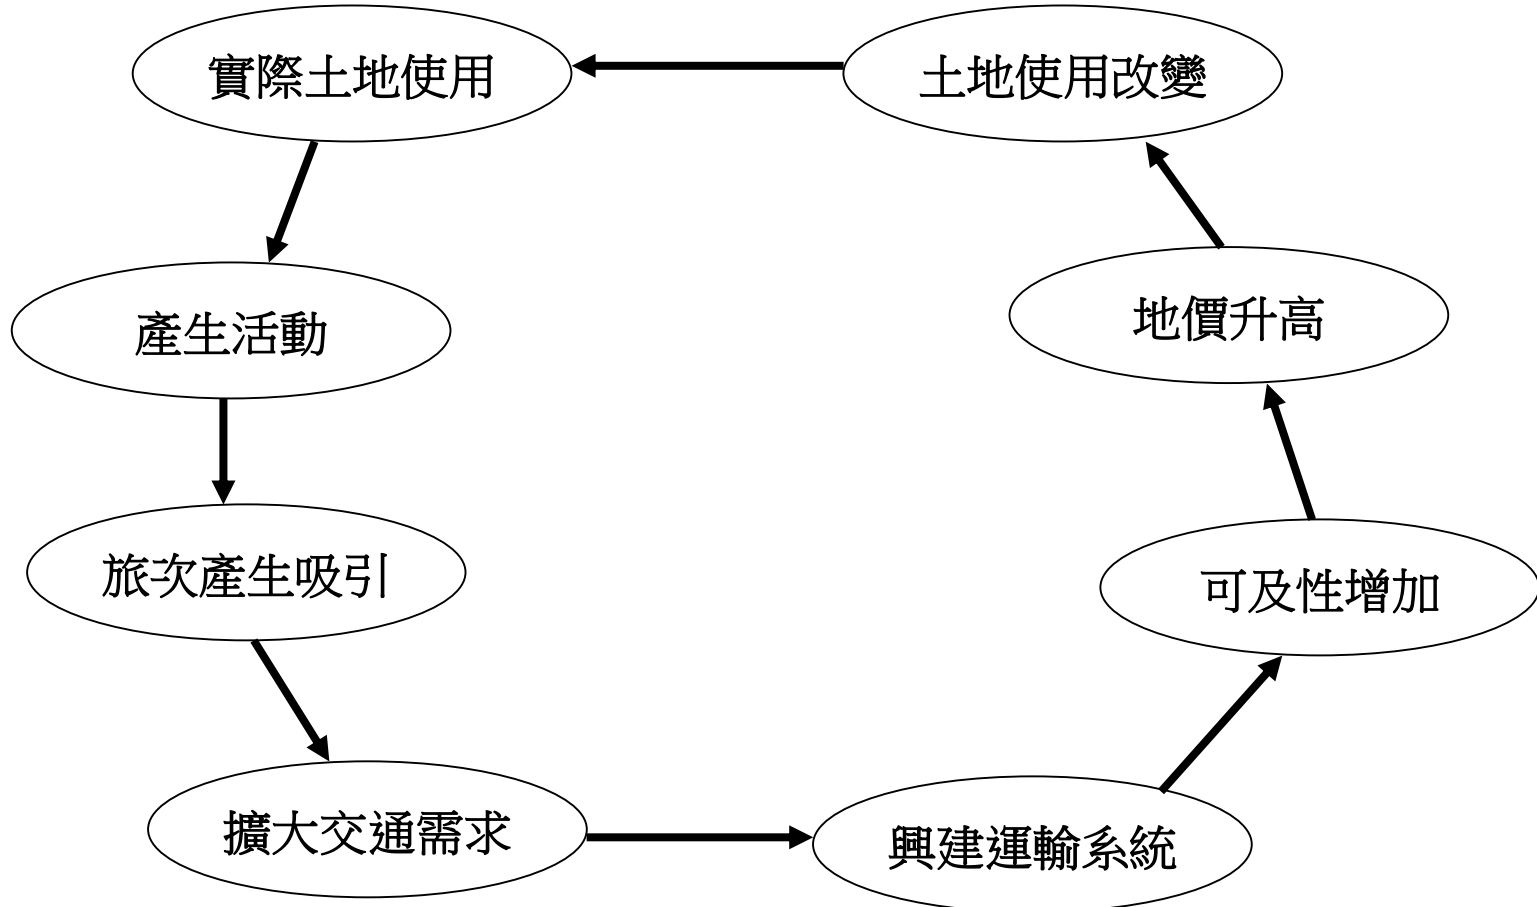 實際土地使用
土地使用改變
產生活動
地價升高
旅次產生吸引
可及性增加
擴大交通需求
興建運輸系統